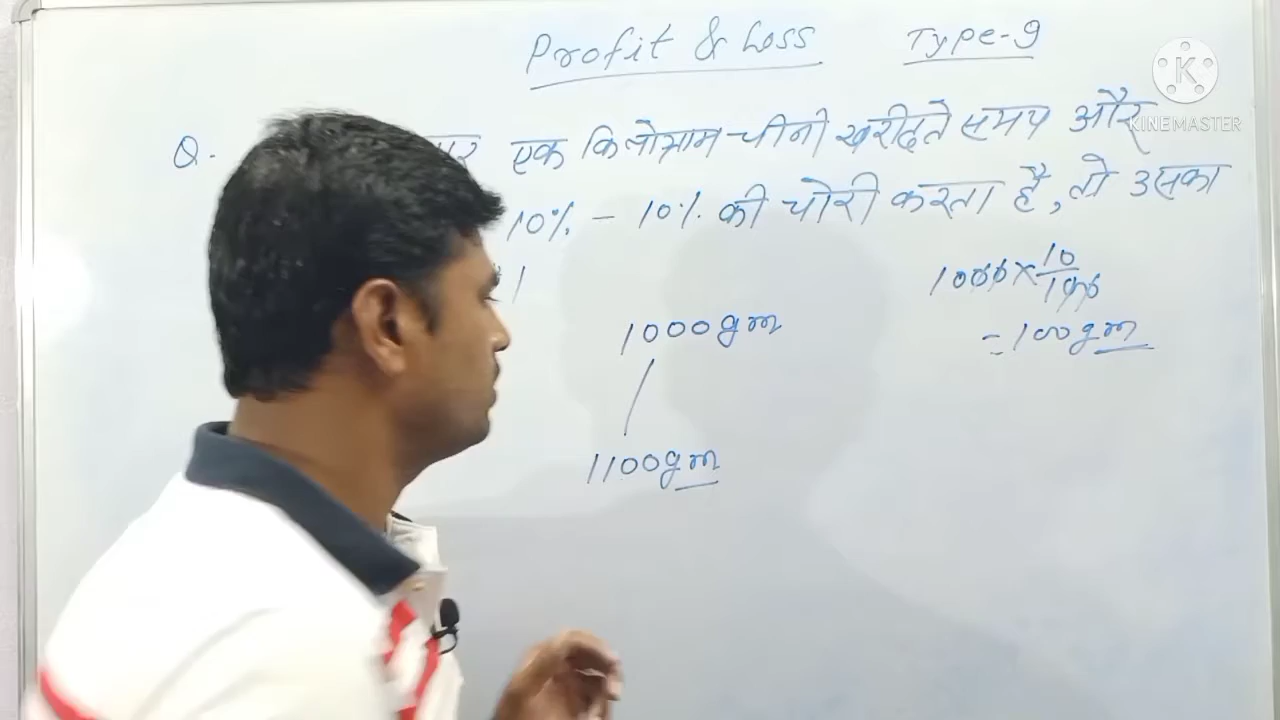 Profit & Loss Type-9
KINEMASTER
Q. एक किलोग्राम चीनी खरीदते समय और
10% - 10% की चोरी करता है, तो उसका
1000 × 10/100
= 100gm
1000gm
1100gm